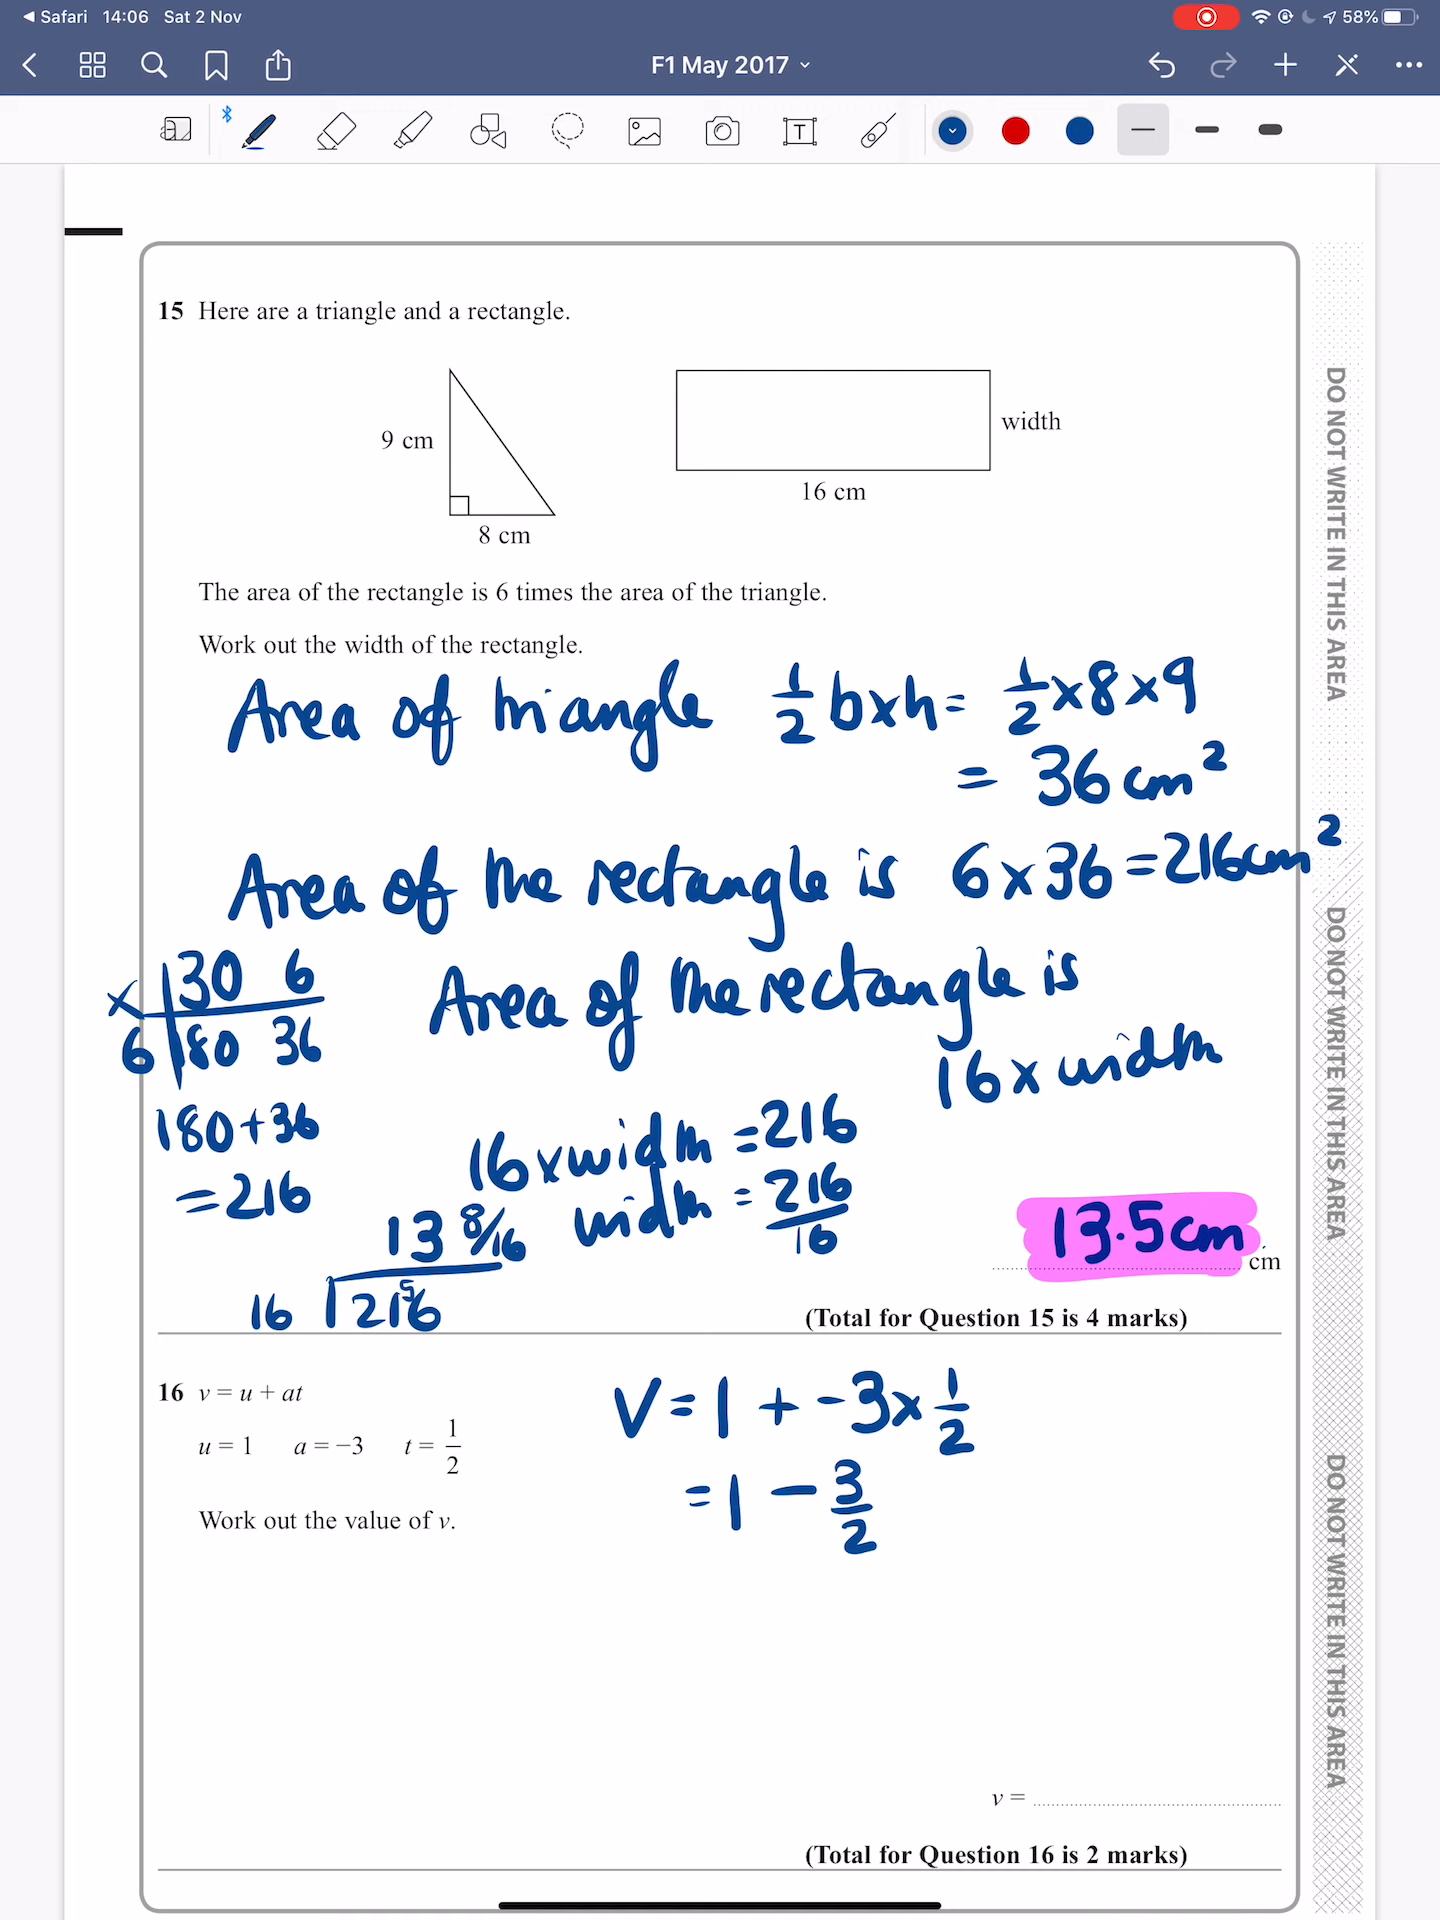 ◀ Safari 14:06 Sat 2 Nov 58%
F1 May 2017
15 Here are a triangle and a rectangle.
9 cm
8 cm
width
16 cm
The area of the rectangle is 6 times the area of the triangle.
Work out the width of the rectangle.
Area of triangle 1/2 b×h = 1/2 ×8×9
= 36 cm²
Area of the rectangle is 6×36 = 216cm²
× 30 6
6 180 36
180+36
=216
Area of the rectangle is
16 × width
16×width = 216
width = 216/16
13 8/16
16 216
5
13.5cm
cm
(Total for Question 15 is 4 marks)
16 v = u + at
u = 1 a = −3 t = 1/2
Work out the value of v.
V = 1 + -3 × 1/2
= 1 - 3/2
v =
(Total for Question 16 is 2 marks)
DO NOT WRITE IN THIS AREA
DO NOT WRITE IN THIS AREA
DO NOT WRITE IN THIS AREA